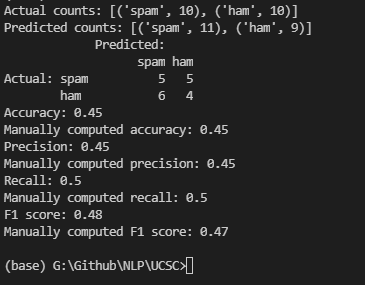 Actual counts: [('spam', 10), ('ham', 10)]
Predicted counts: [('spam', 11), ('ham', 9)]
Predicted:
spam ham
Actual: spam 5 5
ham 6 4
Accuracy: 0.45
Manually computed accuracy: 0.45
Precision: 0.45
Manually computed precision: 0.45
Recall: 0.5
Manually computed recall: 0.5
F1 score: 0.48
Manually computed F1 score: 0.47
(base) G:\Github\NLP\UCSC>